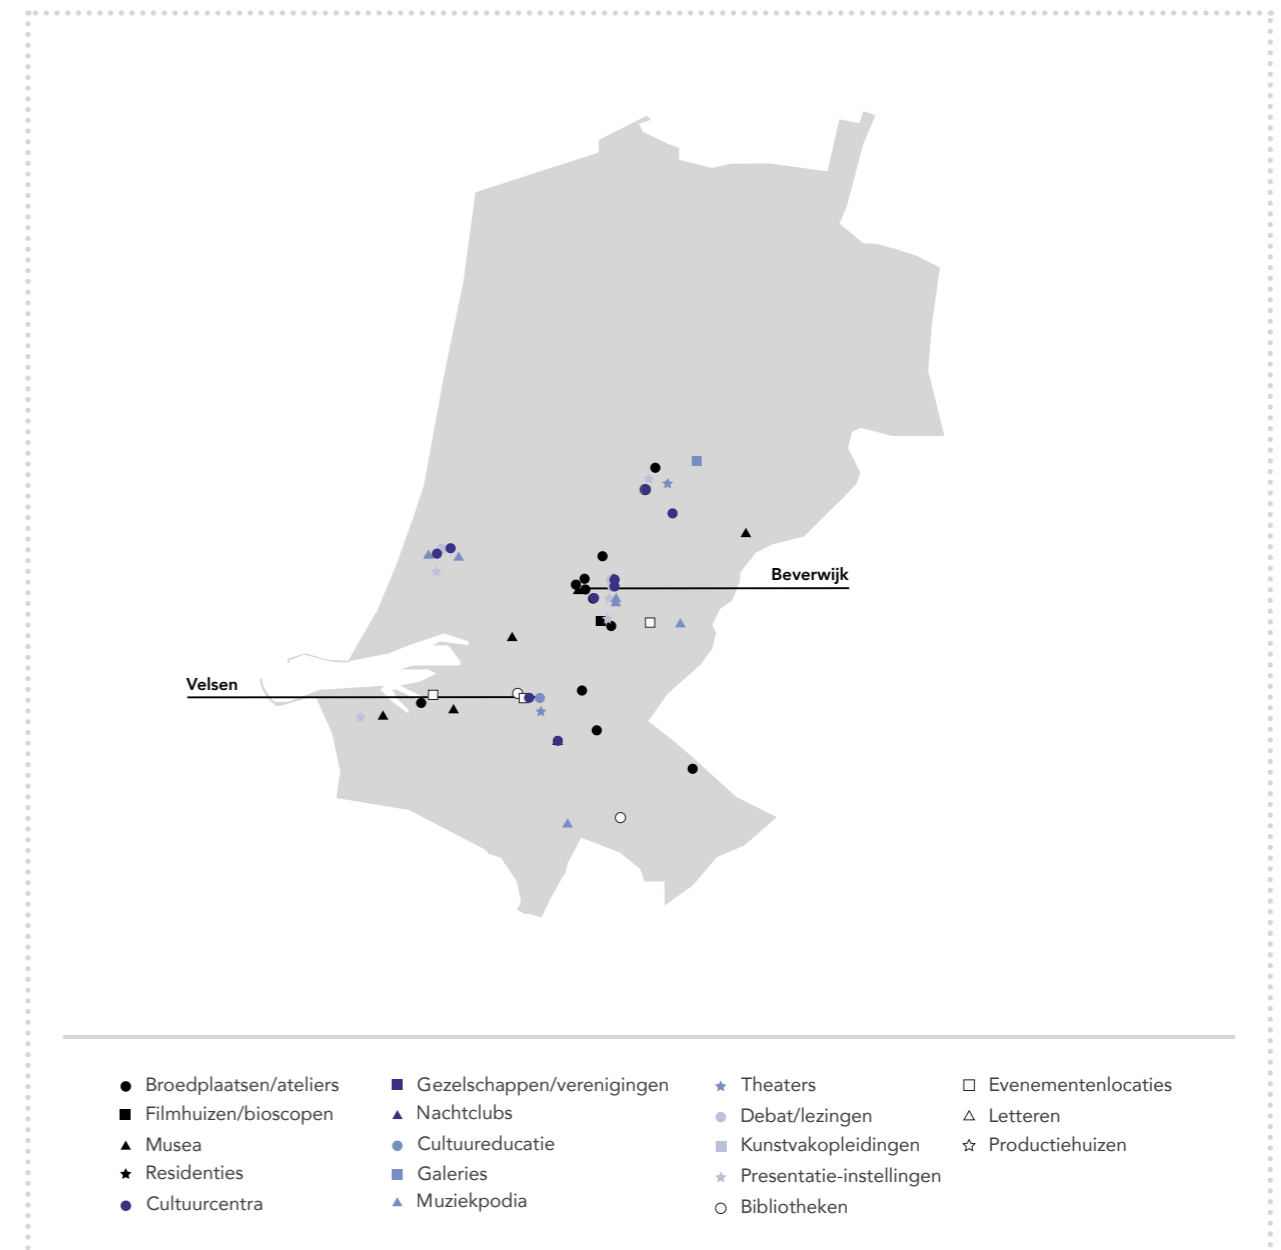 Beverwijk
Velsen
Broedplaatsen/ateliers
Filmhuizen/bioscopen
Musea
Residenties
Cultuurcentra
Gezelschappen/verenigingen
Nachtclubs
Cultuureducatie
Galeries
Muziekpodia
Theaters
Debat/lezingen
Kunstvakopleidingen
Presentatie-instellingen
Bibliotheken
Evenementenlocaties
Letteren
Productiehuizen